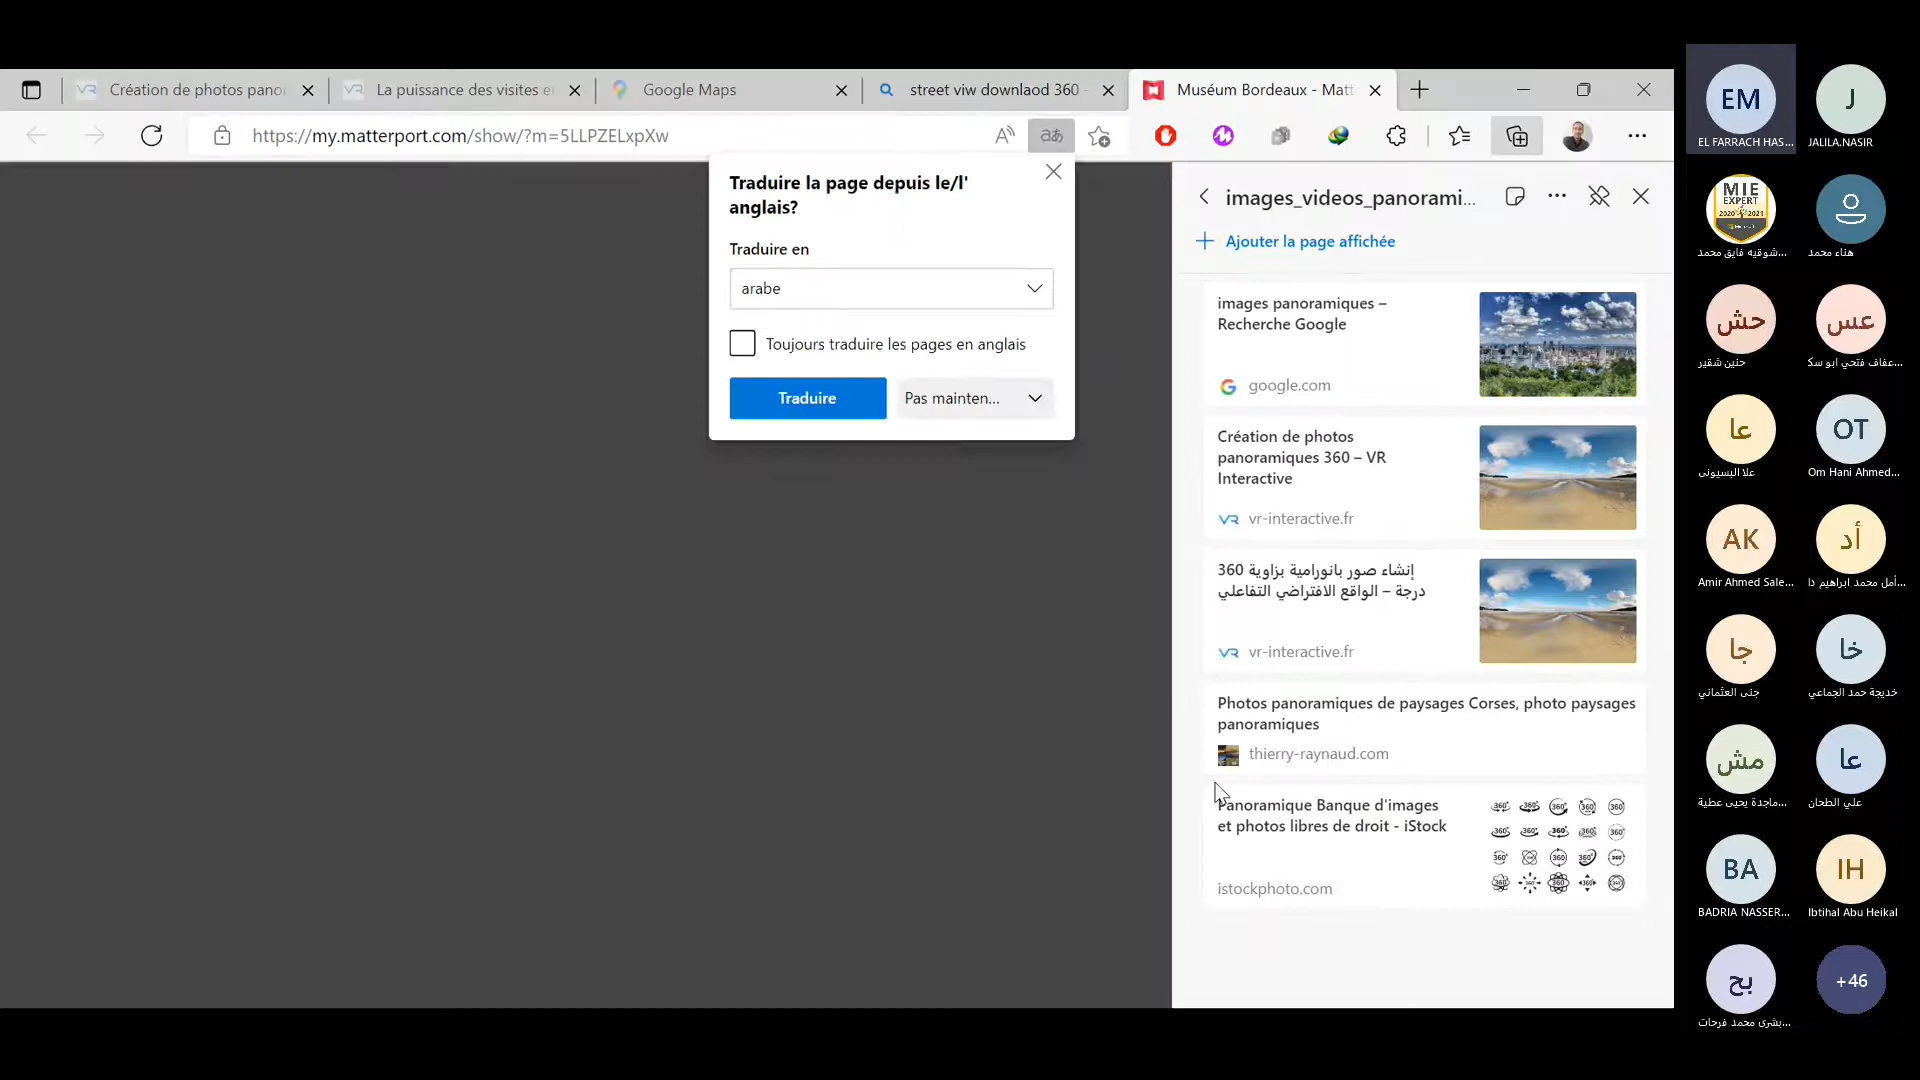 Création de photos pano
La puissance des visites e
Google Maps
street viw downlaod 360 -
Muséum Bordeaux - Matt
https://my.matterport.com/show/?m=5LLPZELxpXw
Traduire la page depuis le/l'
anglais?
Traduire en
arabe
Toujours traduire les pages en anglais
Traduire
Pas mainten...
images_videos_panorami...
Ajouter la page affichée
images panoramiques –
Recherche Google
google.com
Création de photos
panoramiques 360 – VR
Interactive
VR vr-interactive.fr
إنشاء صور بانورامية بزاوية 360
درجة – الواقع الافتراضي التفاعلي
VR vr-interactive.fr
Photos panoramiques de paysages Corses, photo paysages
panoramiques
thierry-raynaud.com
Panoramique Banque d'images
et photos libres de droit - iStock
istockphoto.com
EM
EL FARRACH HAS...
J
JALILA.NASIR
MIE
EXPERT
2020 2021
شوقيه فايق محمد...
هناء محمد
حش
حنين شقير
عس
عفاف فتحي ابو سك...
عا
علا البسيونى
OT
Om Hani Ahmed...
AK
Amir Ahmed Sale...
أد
أمل محمد ابراهيم دا...
جا
جنى العثماني
خا
خديجة حمد الجماعي
مش
ماجدة يحيى عطية...
عا
علي الطحان
BA
BADRIA NASSER...
IH
Ibtihal Abu Heikal
بح
بشرى محمد فرحات...
+46